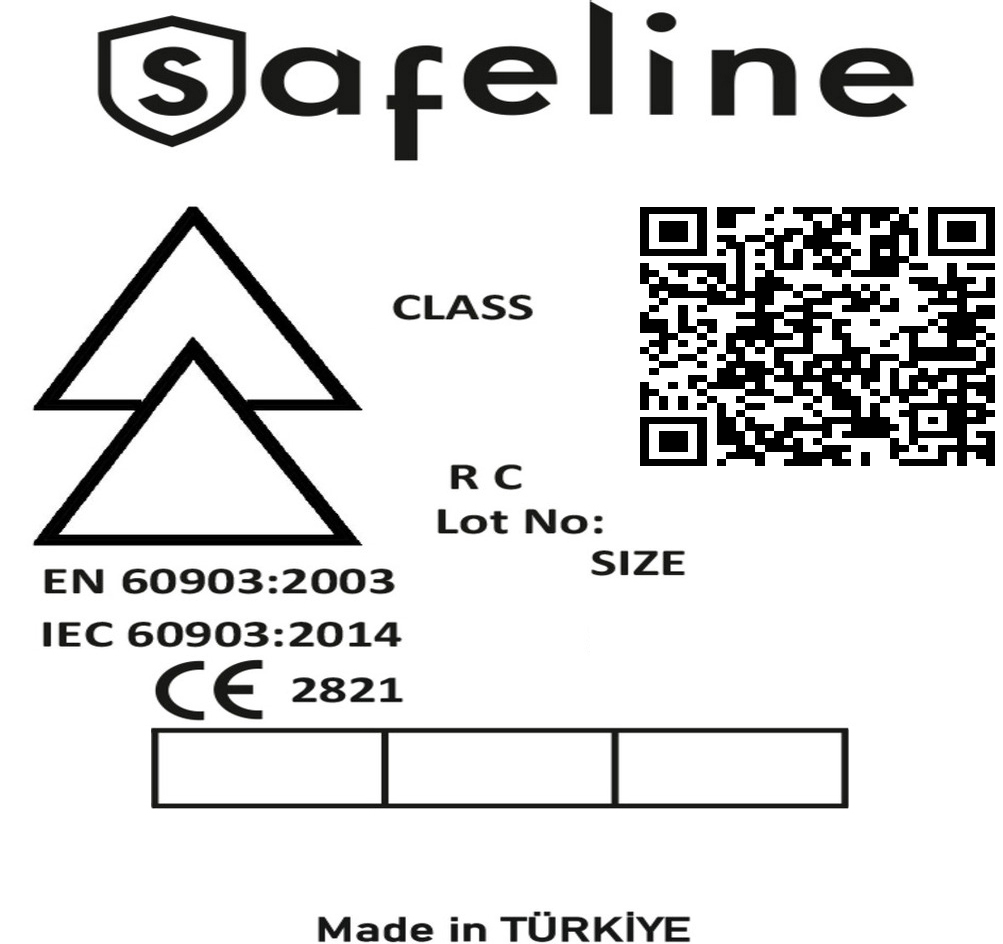 safeline
CLASS
R C
Lot No:
SIZE
EN 60903:2003
IEC 60903:2014
CE 2821
Made in TÜRKİYE